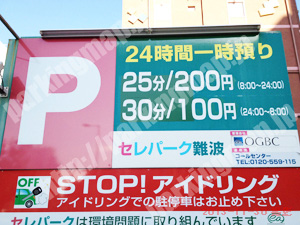 P
24時間一時預り
25分/200円 (8:00~24:00)
30分/100円 (24:00~8:00)
セレパーク難波
OGBC
コールセンター
TEL:0120-559-115
OFF
STOP!アイドリング
アイドリングでの駐停車はお止め下さい
セレパークは環境問題に取り組んでいます